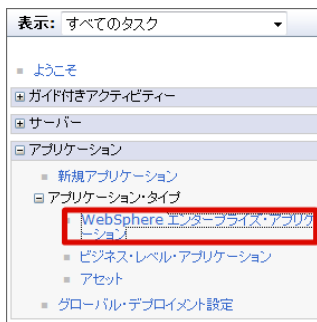 表示: すべてのタスク
ようこそ
ガイド付きアクティビティー
サーバー
アプリケーション
新規アプリケーション
アプリケーション・タイプ
WebSphere エンタープライズ・アプリケ
ーション
ビジネス・レベル・アプリケーション
アセット
グローバル・デプロイメント設定